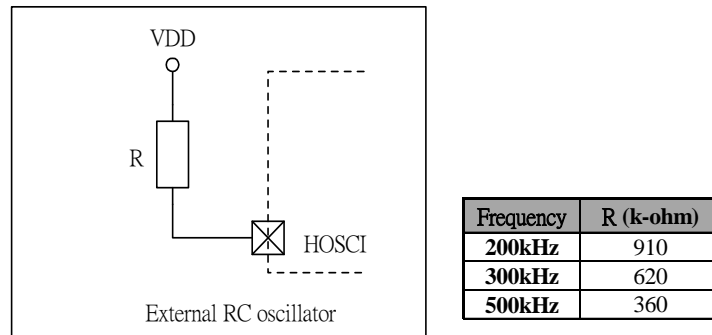 VDD
R
HOSCI
External RC oscillator
Frequency R (k-ohm)
200kHz 910
300kHz 620
500kHz 360